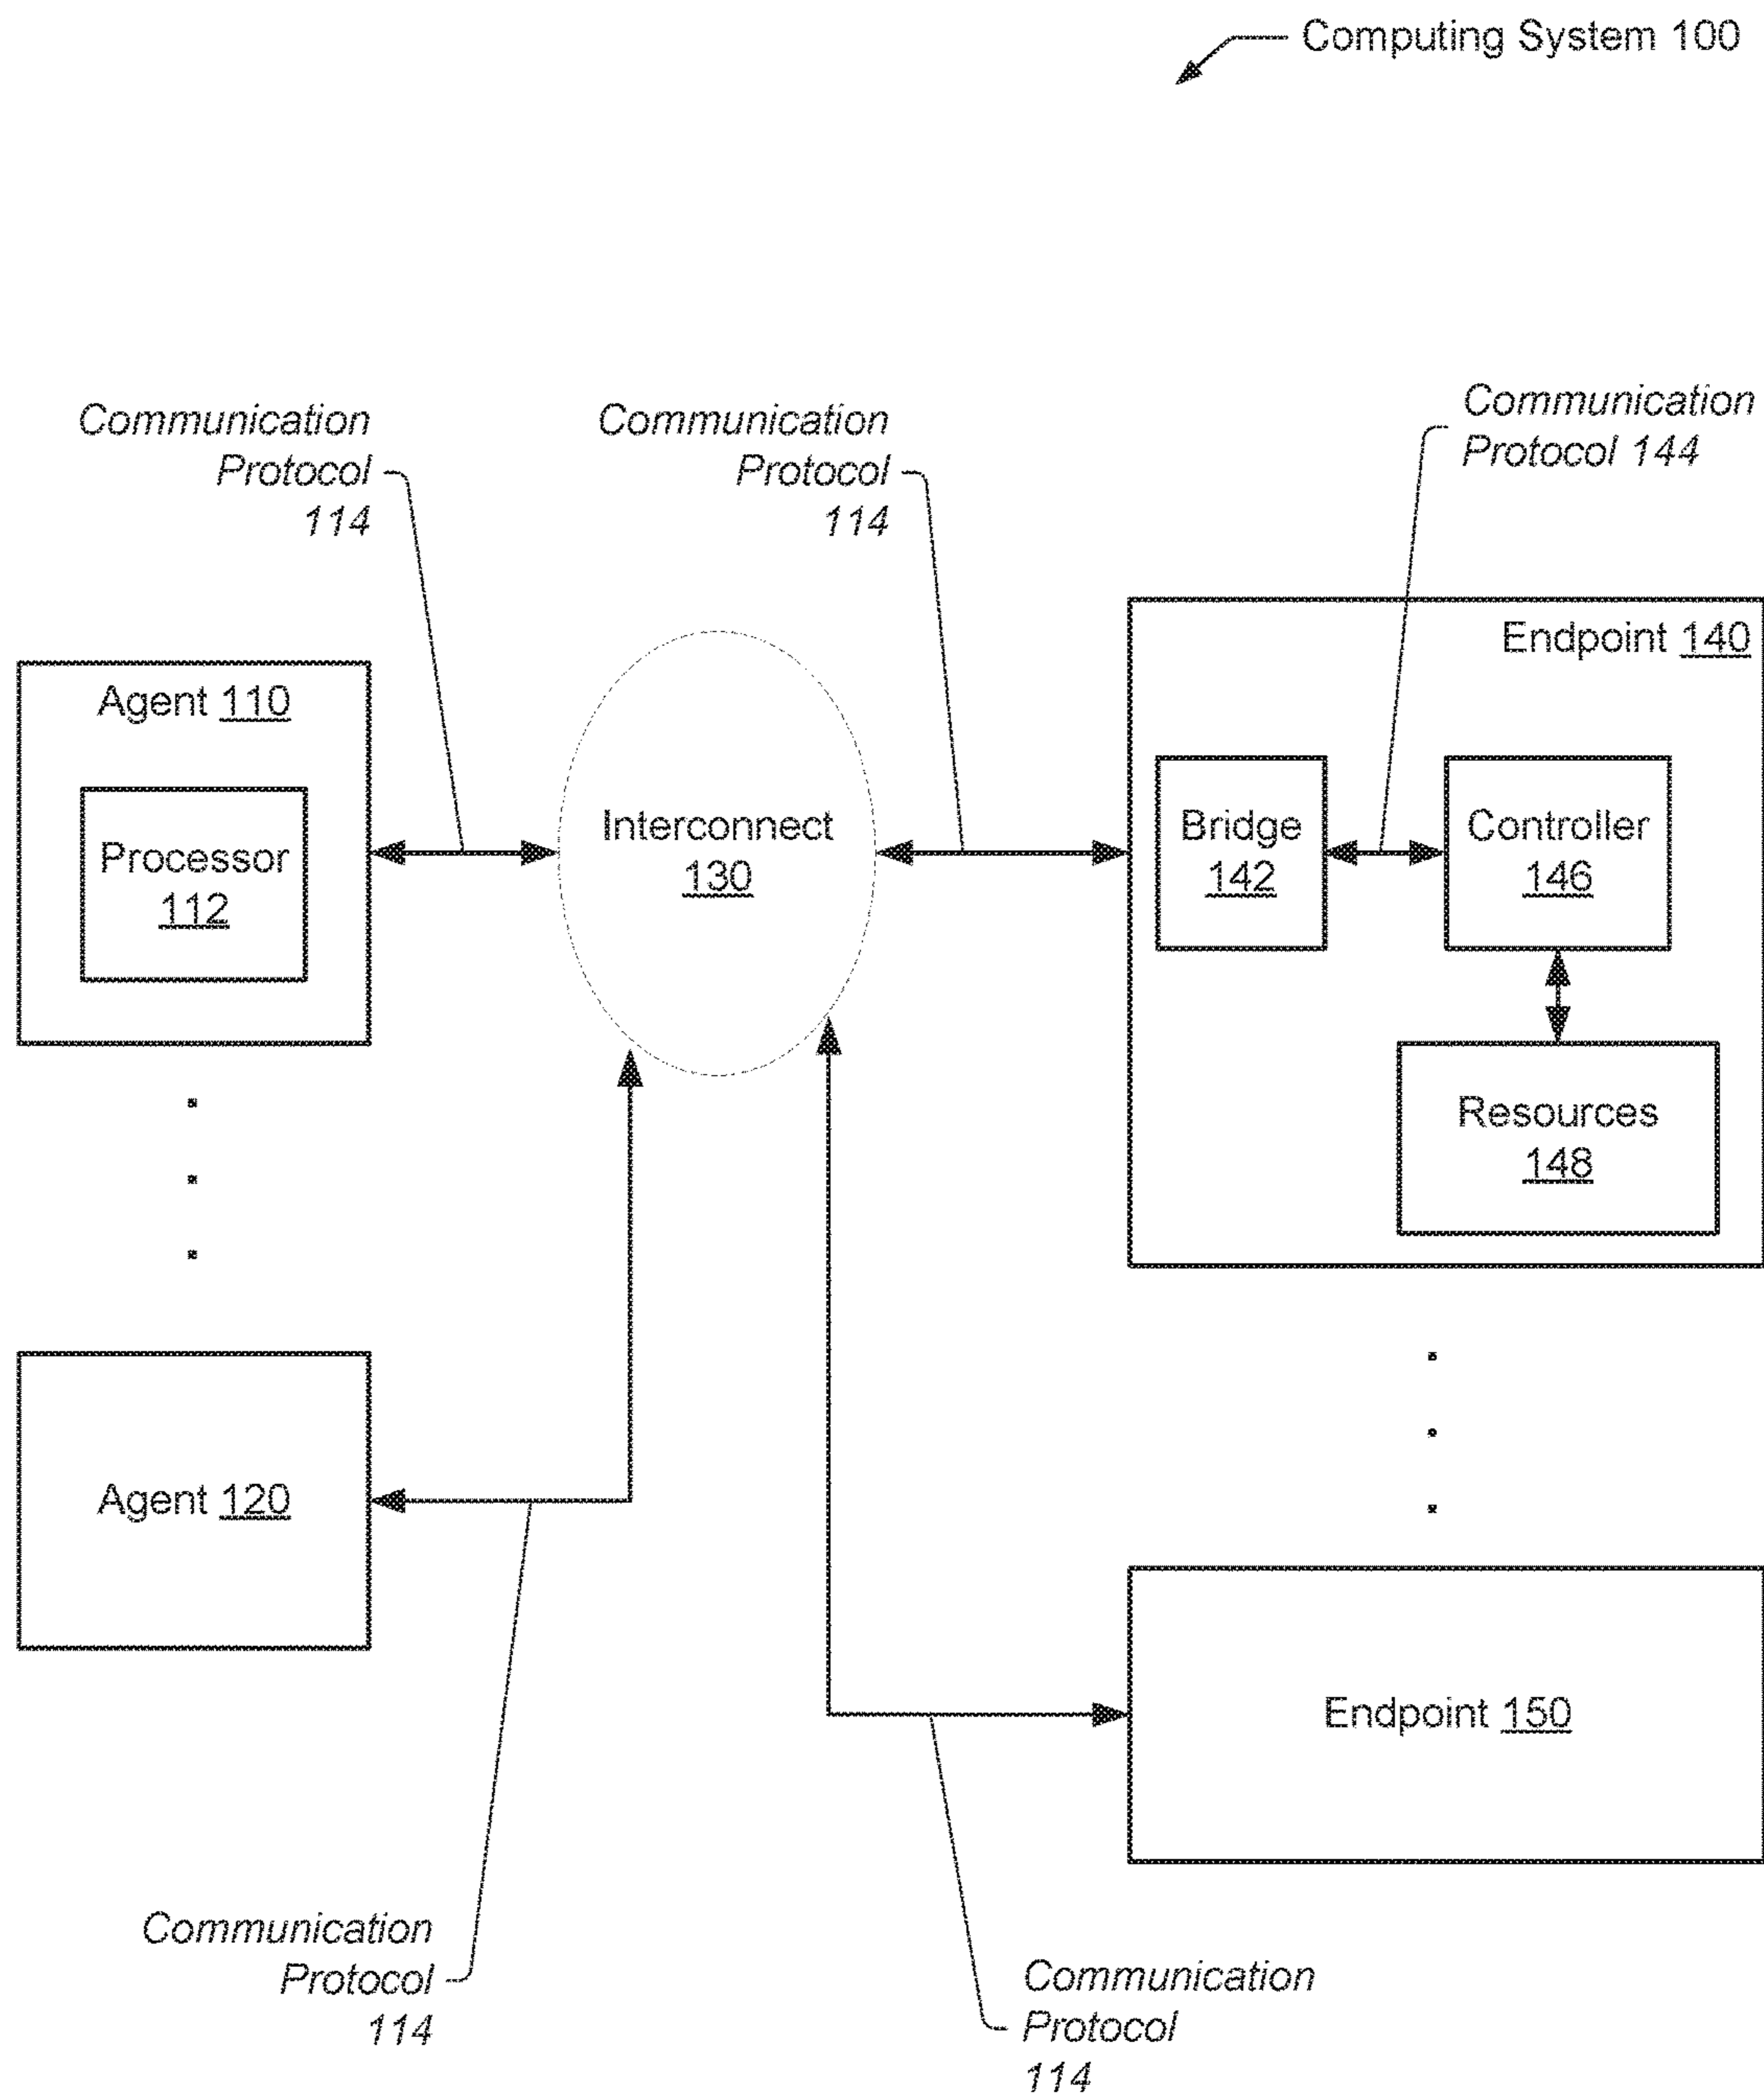 Computing System 100
Communication
Protocol
114
Communication
Protocol
114
Communication
Protocol 144
Agent 110
Processor
112
Interconnect
130
Endpoint 140
Bridge
142
Controller
146
Resources
148
Agent 120
Endpoint 150
Communication
Protocol
114
Communication
Protocol
114